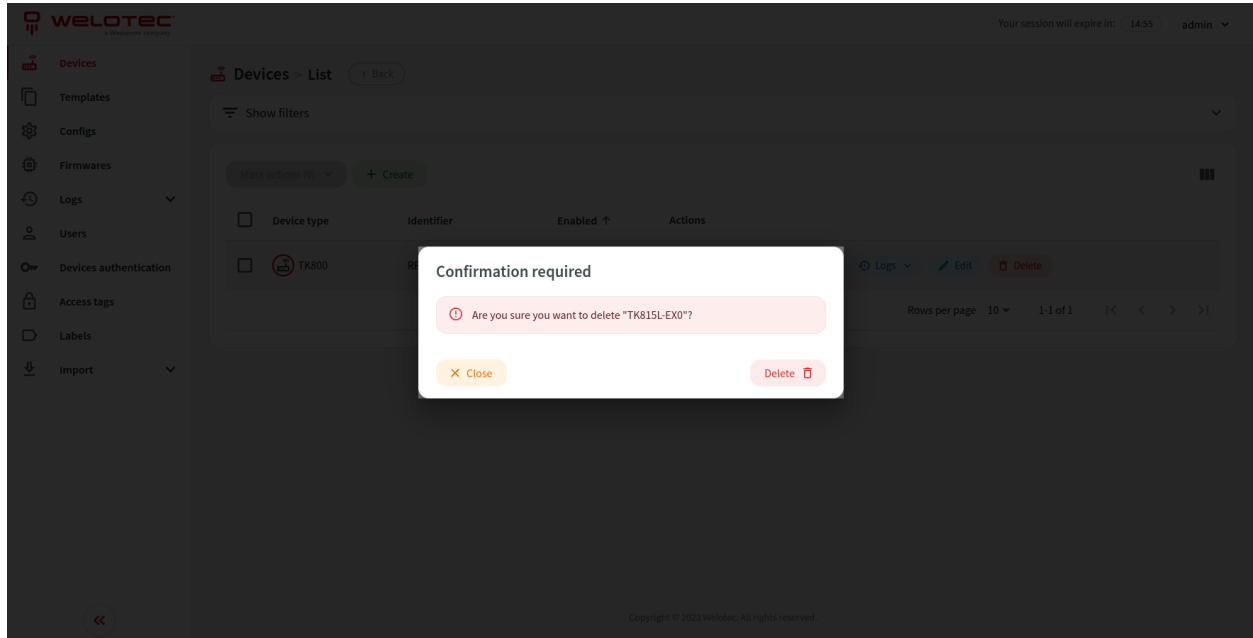 WELOTEC
a Westermo company
Your session will expire in: 14:55 admin
Devices
Templates
Configs
Firmwares
Logs
Users
Devices authentication
Access tags
Labels
Import
Devices > List Back
Show filters
Mass actions (0) + Create
Device type Identifier Enabled ↑ Actions
TK800 Logs Edit Delete
Rows per page 10 1-1 of 1
Confirmation required
Are you sure you want to delete "TK815L-EX0"?
Close Delete
Copyright © 2023 Welotec. All rights reserved.